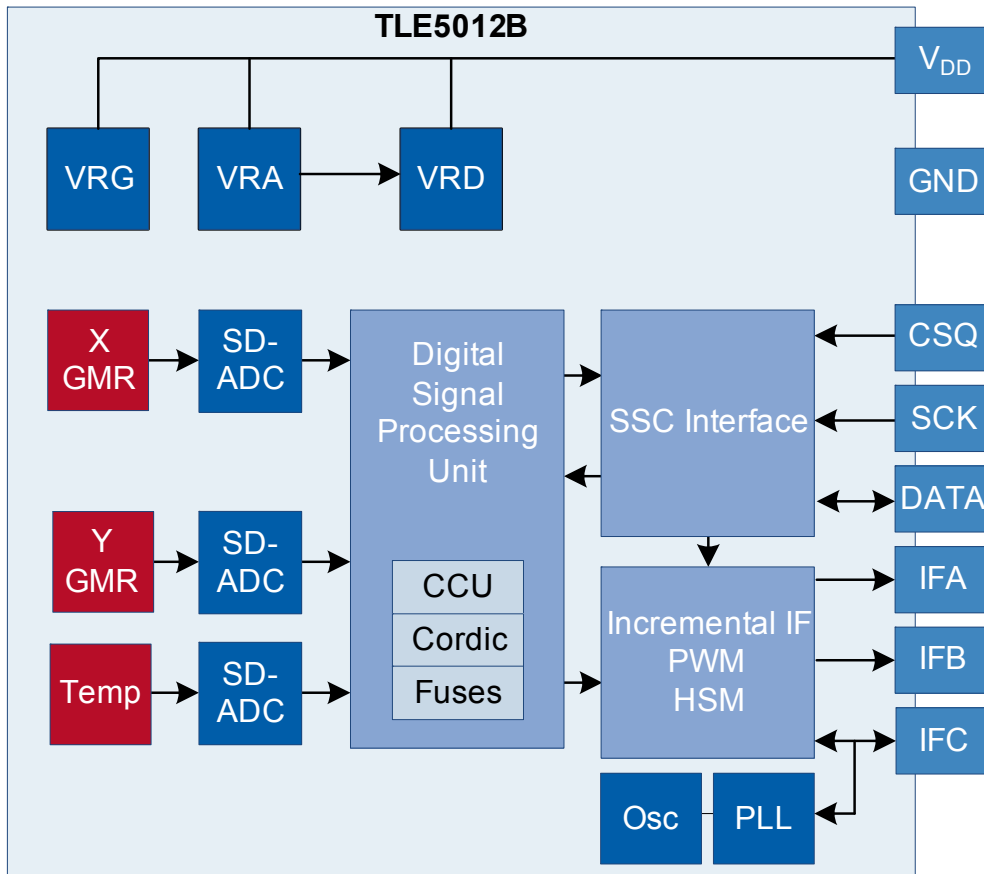 TLE5012B
VDD
VRG
VRA
VRD
GND
X
GMR
SD-
ADC
Digital
Signal
Processing
Unit
SSC Interface
CSQ
SCK
DATA
Y
GMR
SD-
ADC
CCU
Cordic
Fuses
Incremental IF
PWM
HSM
IFA
IFB
IFC
Temp
SD-
ADC
Osc
PLL